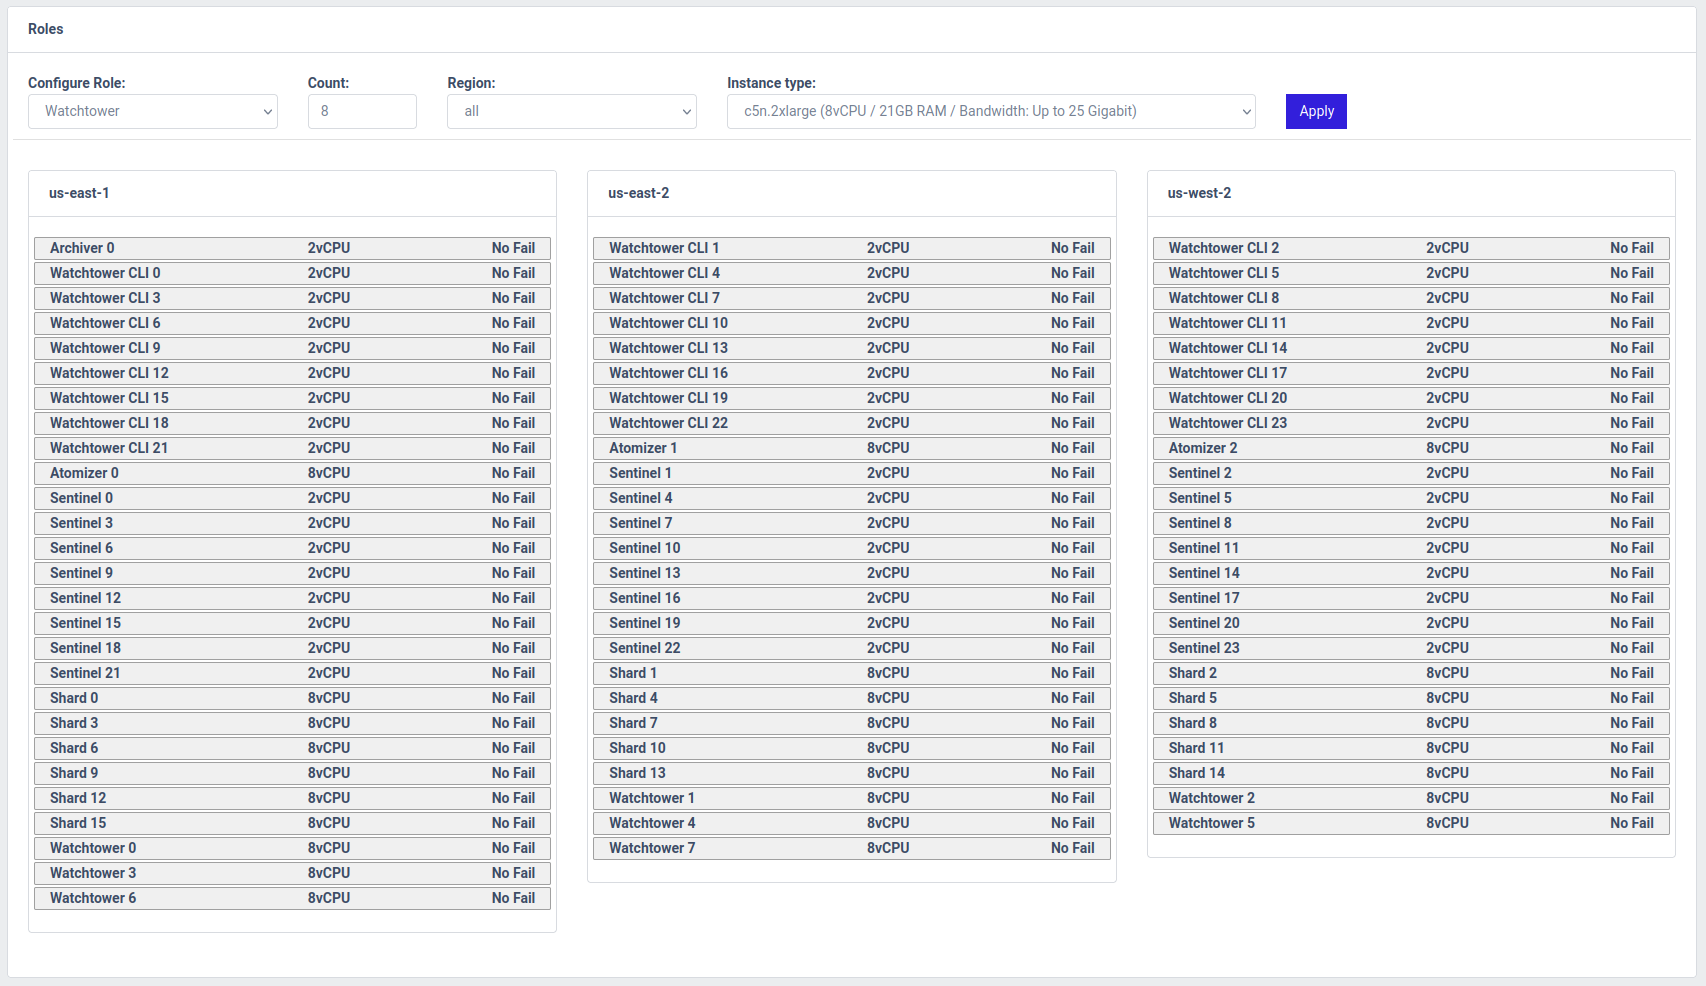 Roles
Configure Role: Count: Region: Instance type:
Watchtower 8 all c5n.2xlarge (8vCPU / 21GB RAM / Bandwidth: Up to 25 Gigabit) Apply
us-east-1
Archiver 0 2vCPU No Fail
Watchtower CLI 0 2vCPU No Fail
Watchtower CLI 3 2vCPU No Fail
Watchtower CLI 6 2vCPU No Fail
Watchtower CLI 9 2vCPU No Fail
Watchtower CLI 12 2vCPU No Fail
Watchtower CLI 15 2vCPU No Fail
Watchtower CLI 18 2vCPU No Fail
Watchtower CLI 21 2vCPU No Fail
Atomizer 0 8vCPU No Fail
Sentinel 0 2vCPU No Fail
Sentinel 3 2vCPU No Fail
Sentinel 6 2vCPU No Fail
Sentinel 9 2vCPU No Fail
Sentinel 12 2vCPU No Fail
Sentinel 15 2vCPU No Fail
Sentinel 18 2vCPU No Fail
Sentinel 21 2vCPU No Fail
Shard 0 8vCPU No Fail
Shard 3 8vCPU No Fail
Shard 6 8vCPU No Fail
Shard 9 8vCPU No Fail
Shard 12 8vCPU No Fail
Shard 15 8vCPU No Fail
Watchtower 0 8vCPU No Fail
Watchtower 3 8vCPU No Fail
Watchtower 6 8vCPU No Fail
us-east-2
Watchtower CLI 1 2vCPU No Fail
Watchtower CLI 4 2vCPU No Fail
Watchtower CLI 7 2vCPU No Fail
Watchtower CLI 10 2vCPU No Fail
Watchtower CLI 13 2vCPU No Fail
Watchtower CLI 16 2vCPU No Fail
Watchtower CLI 19 2vCPU No Fail
Watchtower CLI 22 2vCPU No Fail
Atomizer 1 8vCPU No Fail
Sentinel 1 2vCPU No Fail
Sentinel 4 2vCPU No Fail
Sentinel 7 2vCPU No Fail
Sentinel 10 2vCPU No Fail
Sentinel 13 2vCPU No Fail
Sentinel 16 2vCPU No Fail
Sentinel 19 2vCPU No Fail
Sentinel 22 2vCPU No Fail
Shard 1 8vCPU No Fail
Shard 4 8vCPU No Fail
Shard 7 8vCPU No Fail
Shard 10 8vCPU No Fail
Shard 13 8vCPU No Fail
Watchtower 1 8vCPU No Fail
Watchtower 4 8vCPU No Fail
Watchtower 7 8vCPU No Fail
us-west-2
Watchtower CLI 2 2vCPU No Fail
Watchtower CLI 5 2vCPU No Fail
Watchtower CLI 8 2vCPU No Fail
Watchtower CLI 11 2vCPU No Fail
Watchtower CLI 14 2vCPU No Fail
Watchtower CLI 17 2vCPU No Fail
Watchtower CLI 20 2vCPU No Fail
Watchtower CLI 23 2vCPU No Fail
Atomizer 2 8vCPU No Fail
Sentinel 2 2vCPU No Fail
Sentinel 5 2vCPU No Fail
Sentinel 8 2vCPU No Fail
Sentinel 11 2vCPU No Fail
Sentinel 14 2vCPU No Fail
Sentinel 17 2vCPU No Fail
Sentinel 20 2vCPU No Fail
Sentinel 23 2vCPU No Fail
Shard 2 8vCPU No Fail
Shard 5 8vCPU No Fail
Shard 8 8vCPU No Fail
Shard 11 8vCPU No Fail
Shard 14 8vCPU No Fail
Watchtower 2 8vCPU No Fail
Watchtower 5 8vCPU No Fail